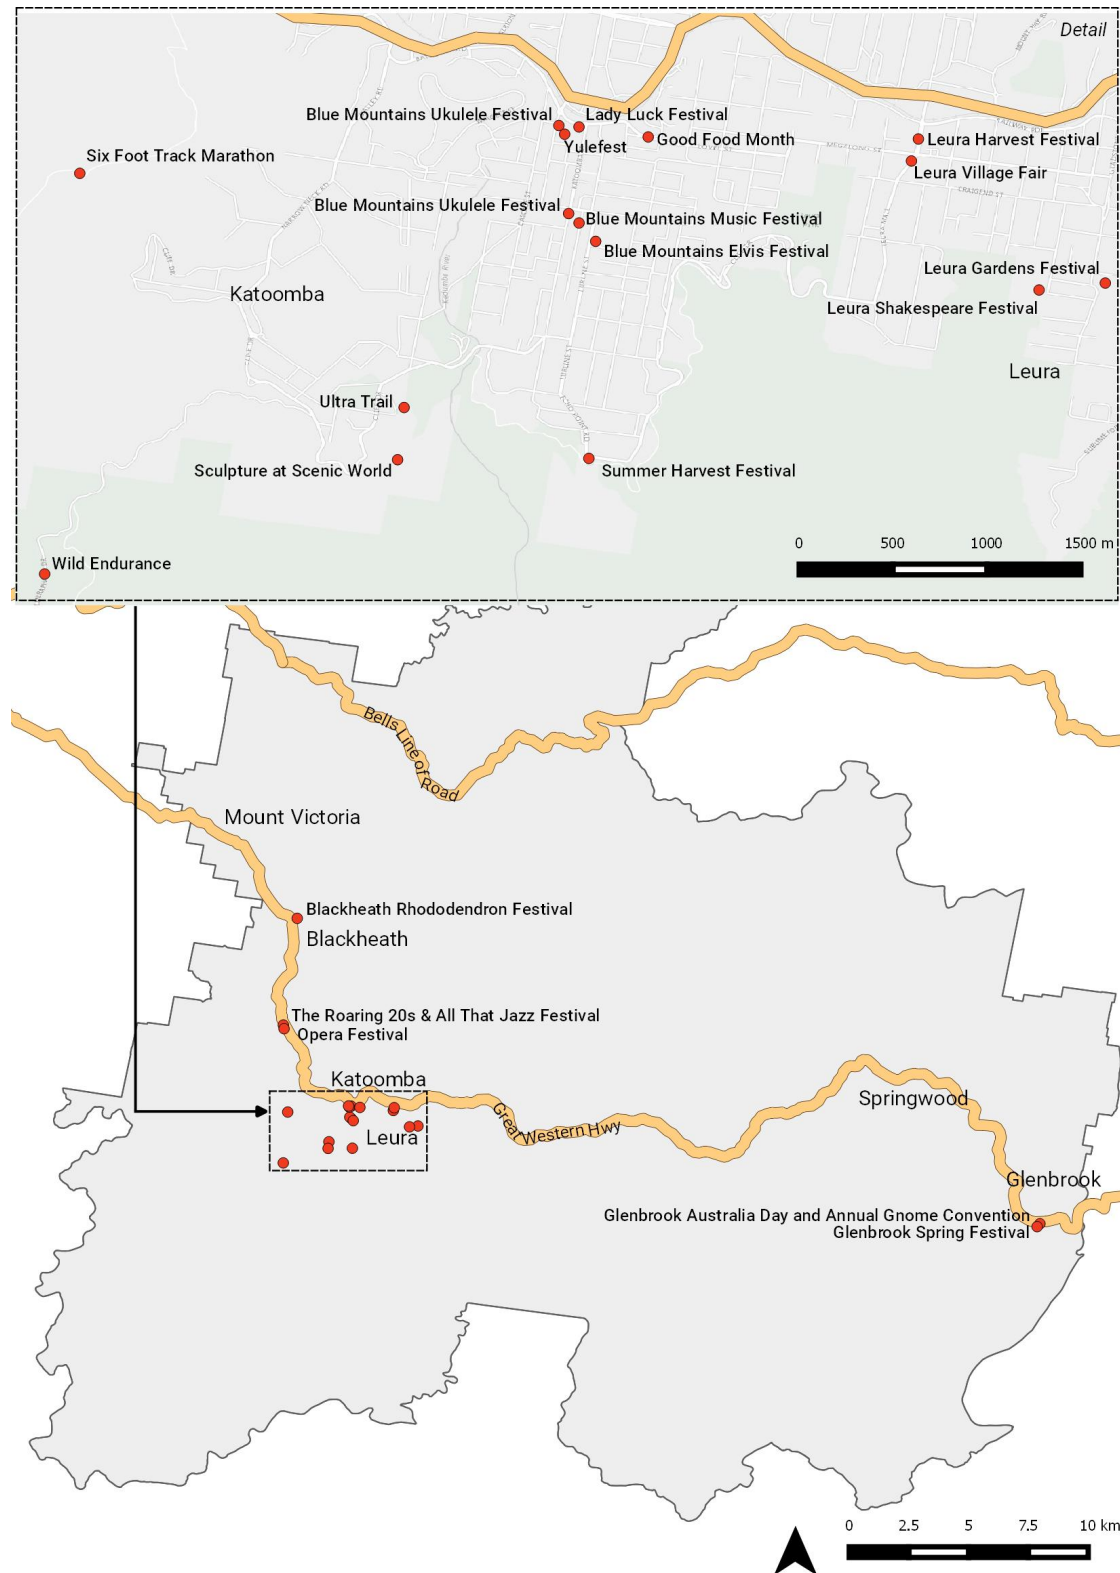 Detail
Blue Mountains Ukulele Festival
Lady Luck Festival
Yulefest
Good Food Month
Leura Harvest Festival
Leura Village Fair
Six Foot Track Marathon
Blue Mountains Ukulele Festival
Blue Mountains Music Festival
Blue Mountains Elvis Festival
Katoomba
Leura Gardens Festival
Leura Shakespeare Festival
Leura
Ultra Trail
Sculpture at Scenic World
Summer Harvest Festival
Wild Endurance
0 500 1000 1500 m
Bells Line of Road
Mount Victoria
Blackheath Rhododendron Festival
Blackheath
The Roaring 20s & All That Jazz Festival
Opera Festival
Katoomba
Leura
Great Western Hwy
Springwood
Glenbrook
Glenbrook Australia Day and Annual Gnome Convention
Glenbrook Spring Festival
0 2.5 5 7.5 10 km